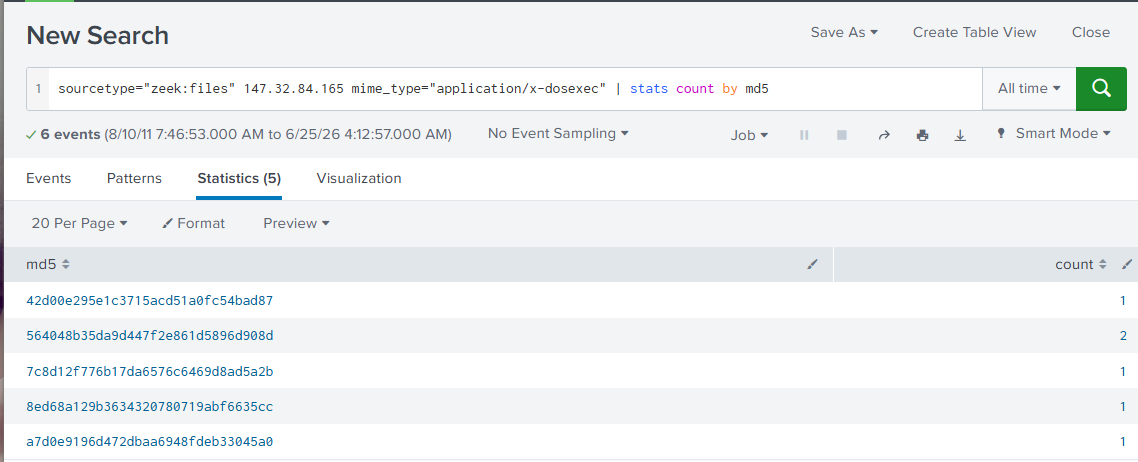 New Search
Save As
Create Table View
Close
1 sourcetype="zeek:files" 147.32.84.165 mime_type="application/x-dosexec" | stats count by md5
All time
6 events (8/10/11 7:46:53.000 AM to 6/25/26 4:12:57.000 AM)
No Event Sampling
Job
Smart Mode
Events
Patterns
Statistics (5)
Visualization
20 Per Page
Format
Preview
md5 count
42d00e295e1c3715acd51a0fc54bad87 1
564048b35da9d447f2e861d5896d908d 2
7c8d12f776b17da6576c6469d8ad5a2b 1
8ed68a129b3634320780719abf6635cc 1
a7d0e9196d472dbaa6948fdeb33045a0 1